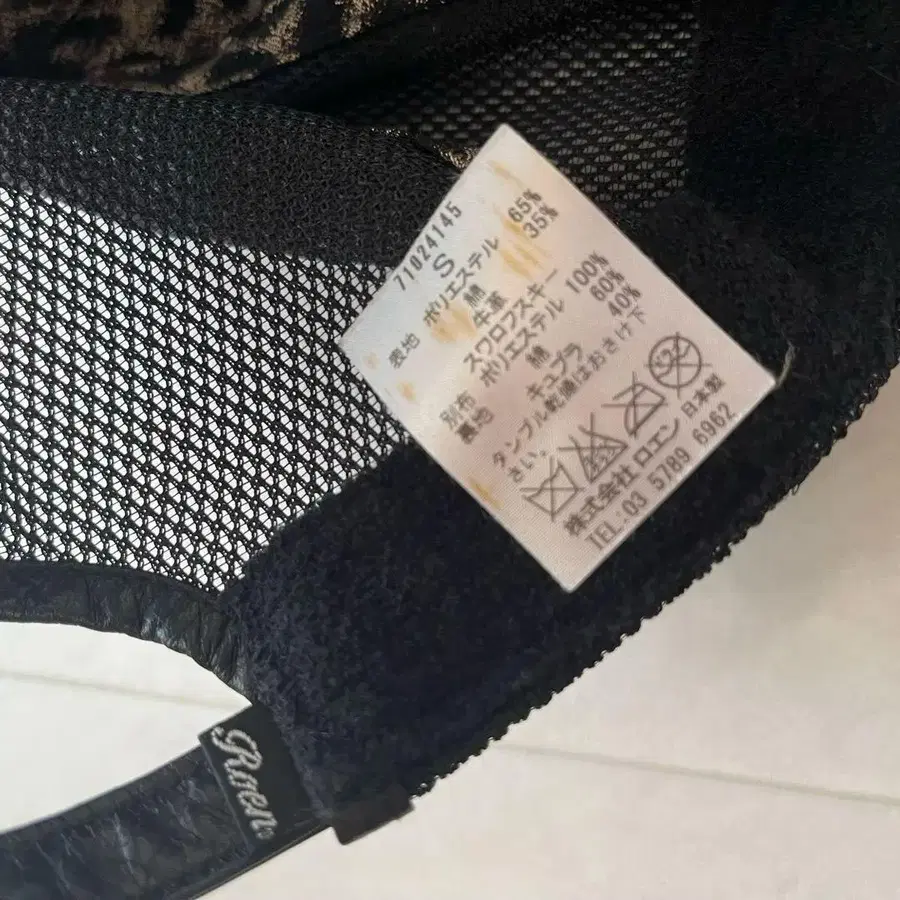 71024145
S
表地 ポリエステル 65%
綿 35%
牛革
スワロフスキー
別布 ポリエステル 100%
裏地 綿 60%
キュプラ 40%
タンブル乾燥はおさけ下
さい。
株式会社 ロエン 日本製
TEL:03 5789 6962
Roen